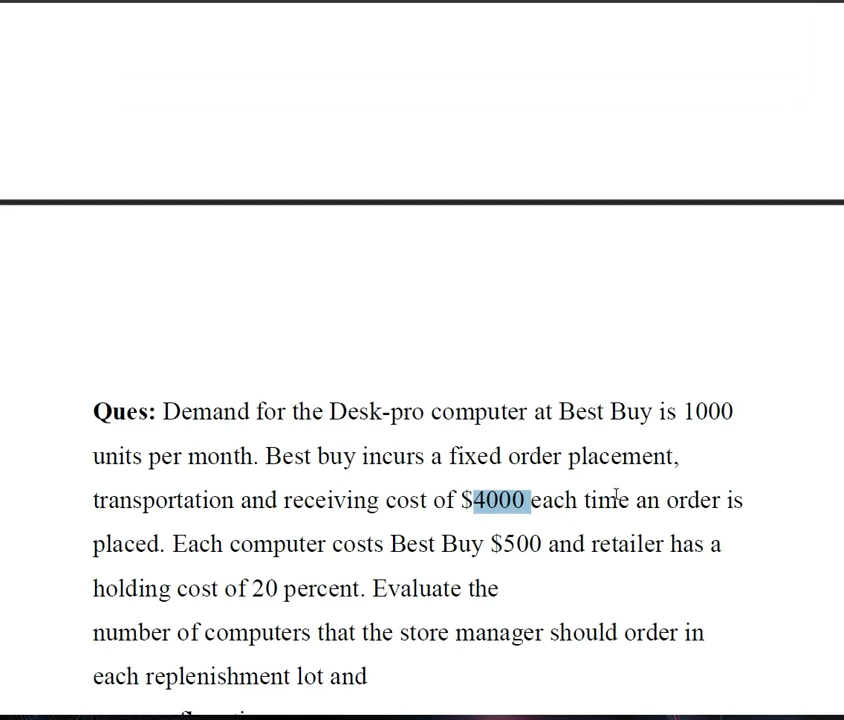 Ques: Demand for the Desk-pro computer at Best Buy is 1000
units per month. Best buy incurs a fixed order placement,
transportation and receiving cost of $4000 each time an order is
placed. Each computer costs Best Buy $500 and retailer has a
holding cost of 20 percent. Evaluate the
number of computers that the store manager should order in
each replenishment lot and